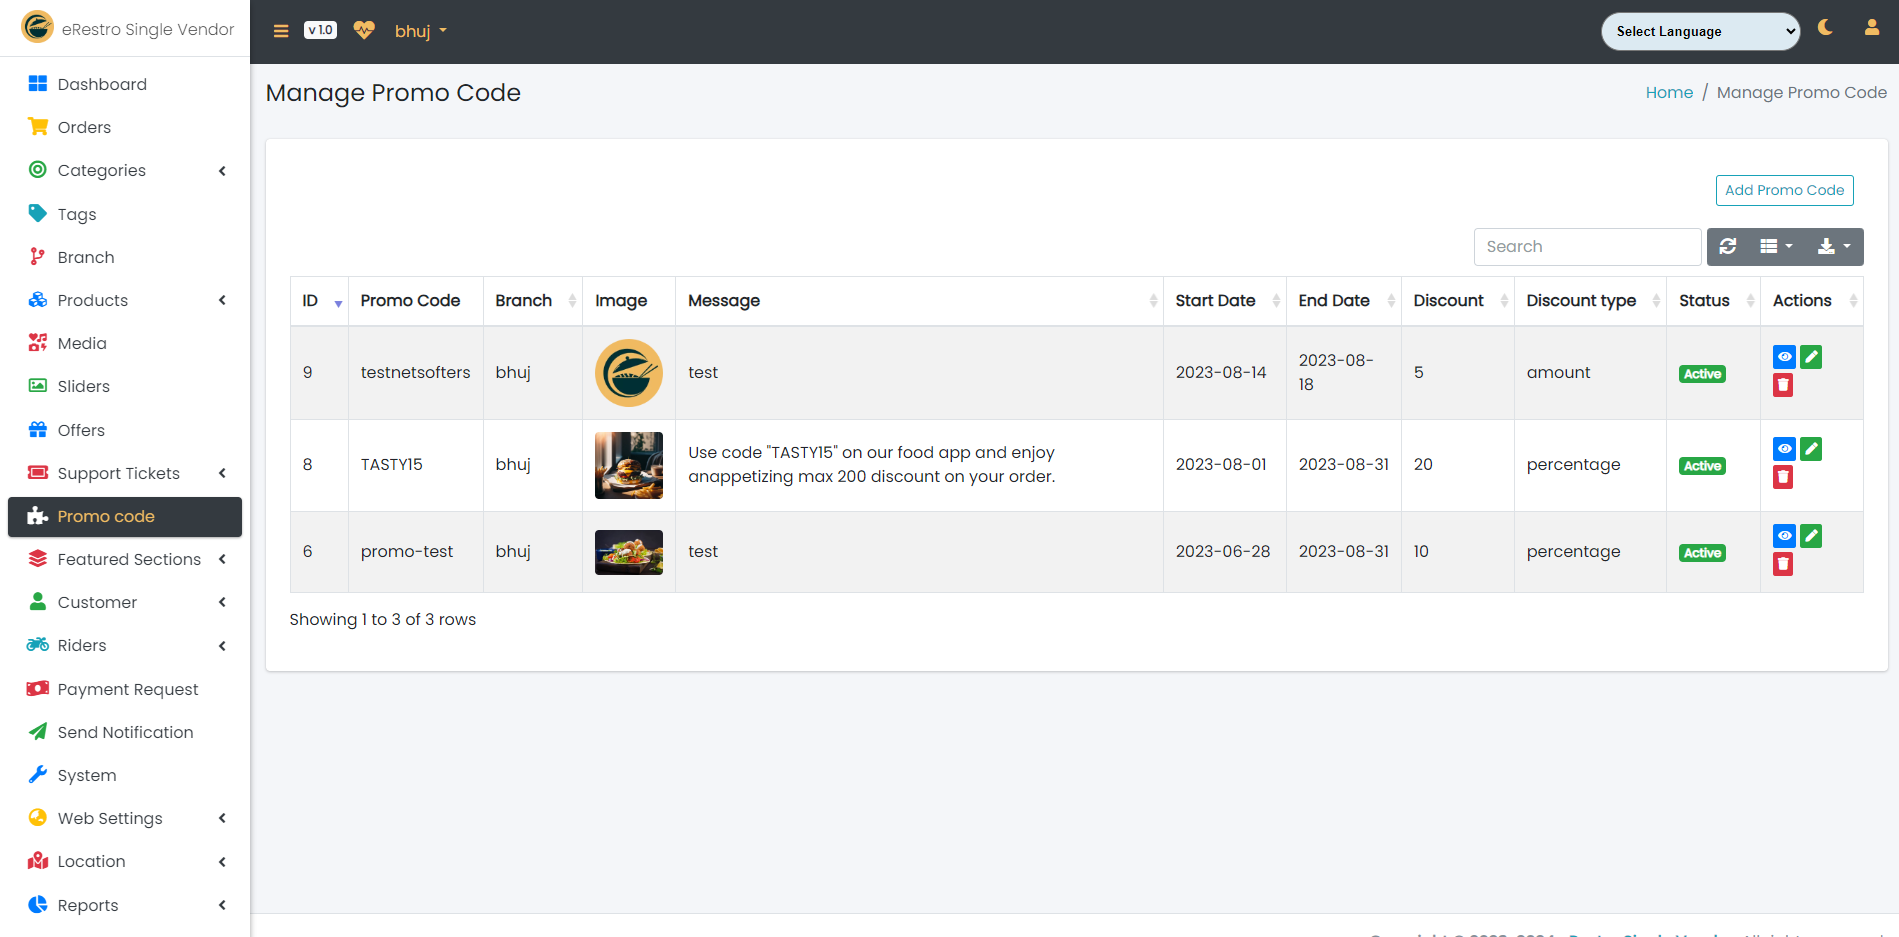 eRestro Single Vendor
v 1.0
bhuj
Select Language
Dashboard
Orders
Categories
Tags
Branch
Products
Media
Sliders
Offers
Support Tickets
Promo code
Featured Sections
Customer
Riders
Payment Request
Send Notification
System
Web Settings
Location
Reports
Manage Promo Code
Home / Manage Promo Code
Add Promo Code
Search
ID Promo Code Branch Image Message Start Date End Date Discount Discount type Status Actions
9 testnetsofters bhuj test 2023-08-14 2023-08-18 5 amount Active
8 TASTY15 bhuj Use code "TASTY15" on our food app and enjoy
anappetizing max 200 discount on your order. 2023-08-01 2023-08-31 20 percentage Active
6 promo-test bhuj test 2023-06-28 2023-08-31 10 percentage Active
Showing 1 to 3 of 3 rows